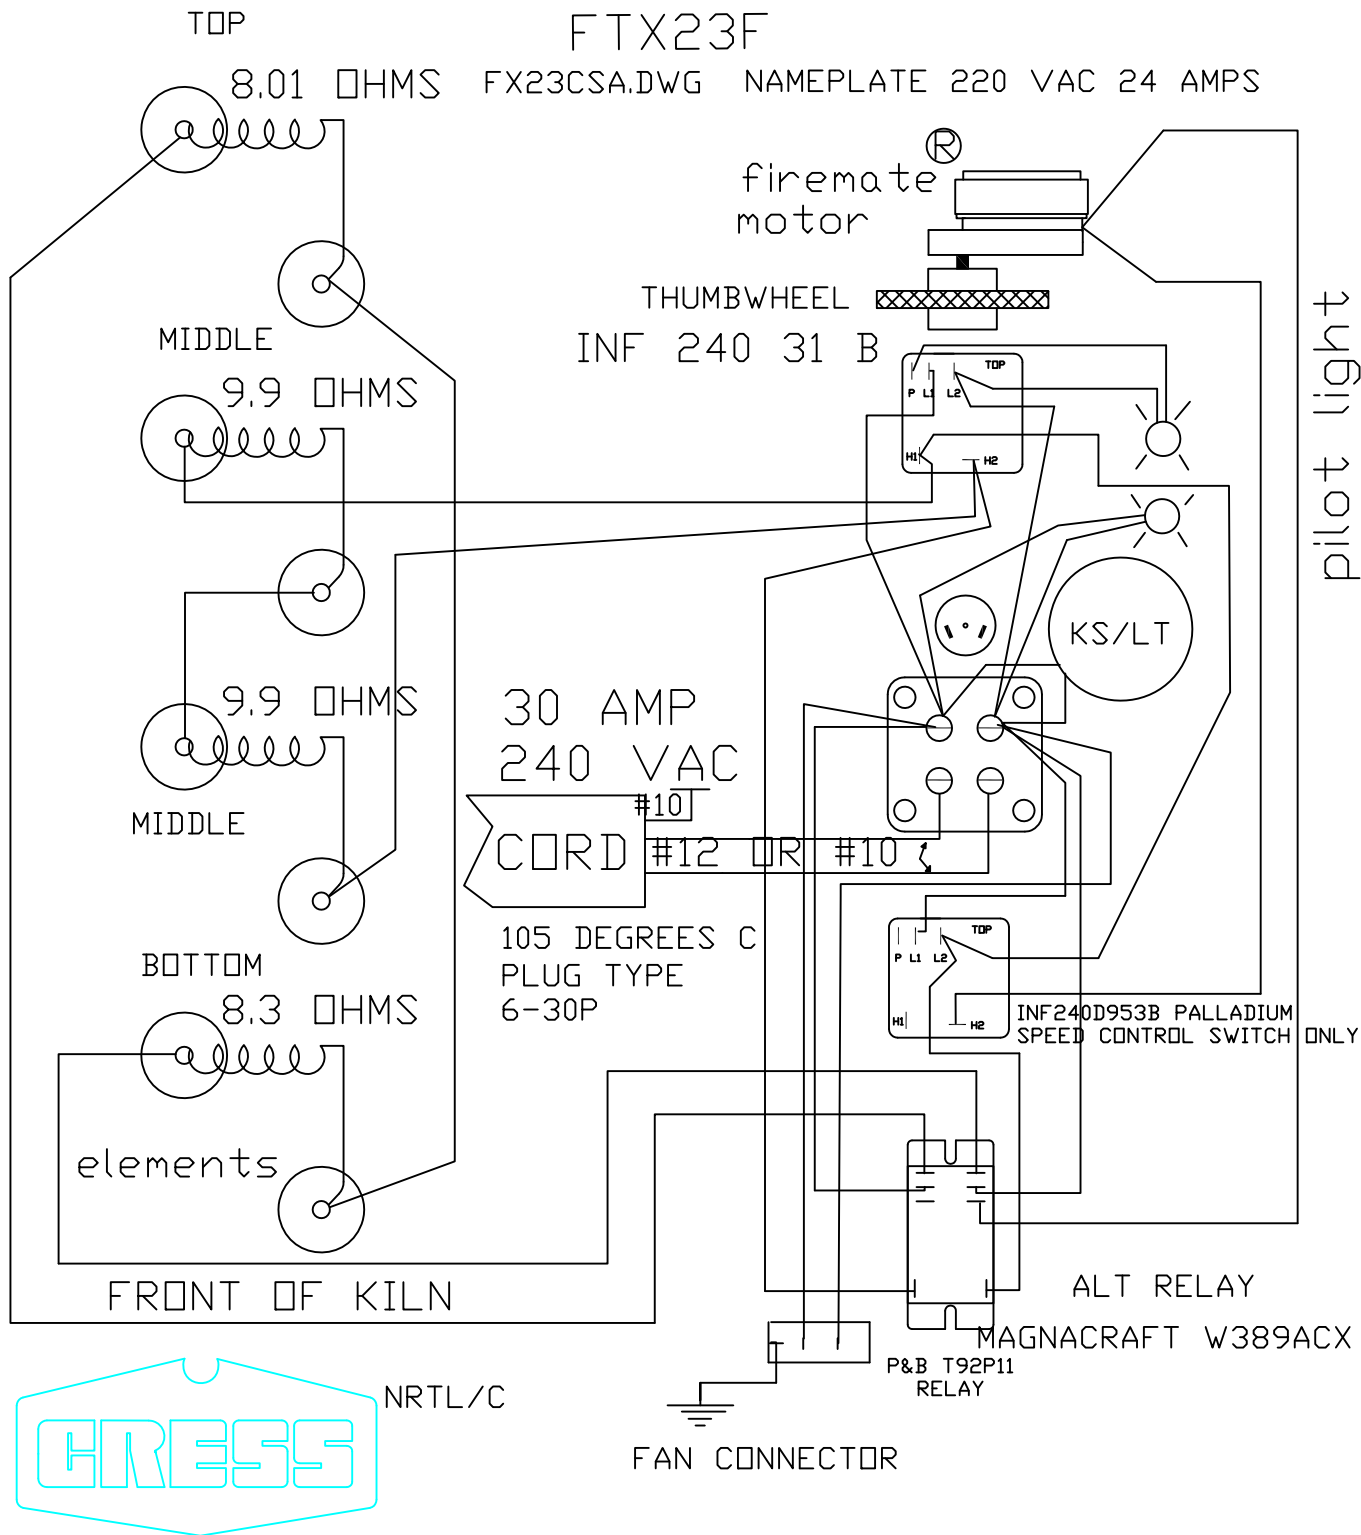 TOP
FTX23F
8.01 OHMS
FX23CSA.DWG NAMEPLATE 220 VAC 24 AMPS
®
firemate
motor
THUMBWHEEL
pilot light
MIDDLE
INF 240 31 B
TOP
P L1 L2
9.9 OHMS
H1 H2
KS/LT
9.9 OHMS
30 AMP
240 VAC
#10
MIDDLE
CORD #12 OR #10
105 DEGREES C
PLUG TYPE
6-30P
TOP
P L1 L2
BOTTOM
8.3 OHMS
H1 H2
INF240D953B PALLADIUM
SPEED CONTROL SWITCH ONLY
elements
FRONT OF KILN
ALT RELAY
MAGNACRAFT W389ACX
P&B T92P11
RELAY
NRTL/C
CRESS
FAN CONNECTOR